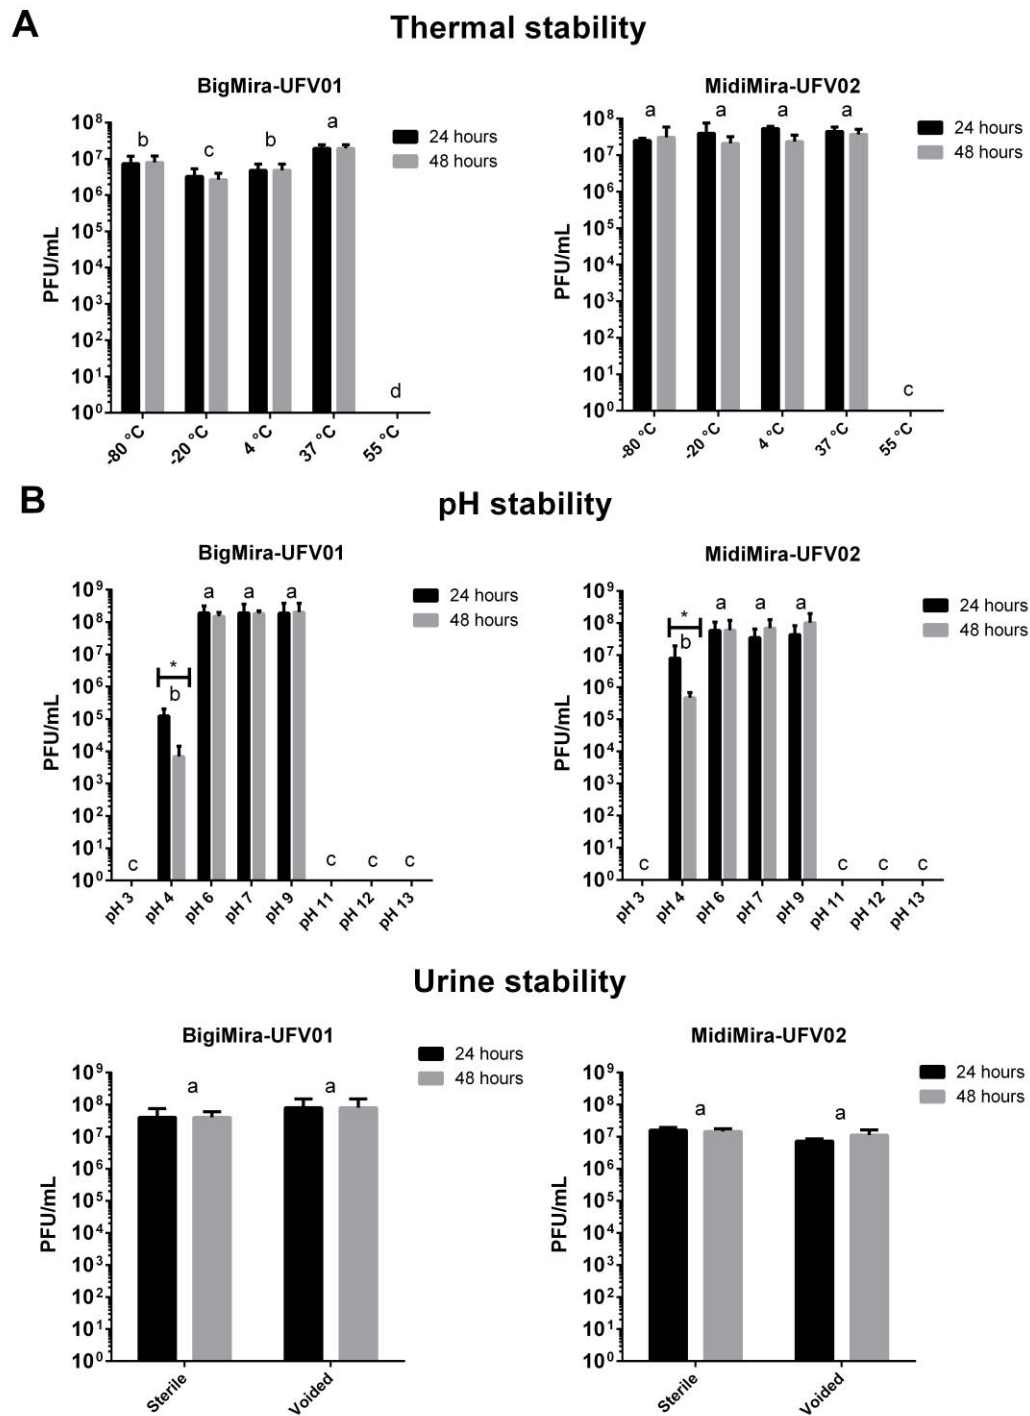 A
Thermal stability
BigMira-UFV01
MidiMira-UFV02
PFU/mL
10⁸
10⁷
10⁶
10⁵
10⁴
10³
10²
10¹
10⁰
b
c
b
a
d
24 hours
48 hours
-80 °C
-20 °C
4 °C
37 °C
55 °C
PFU/mL
10⁸
10⁷
10⁶
10⁵
10⁴
10³
10²
10¹
10⁰
a
a
a
a
c
24 hours
48 hours
-80 °C
-20 °C
4 °C
37 °C
55 °C
B
pH stability
BigMira-UFV01
MidiMira-UFV02
PFU/mL
10⁹
10⁸
10⁷
10⁶
10⁵
10⁴
10³
10²
10¹
10⁰
c
*
b
a
a
a
c
c
c
24 hours
48 hours
pH 3
pH 4
pH 6
pH 7
pH 9
pH 11
pH 12
pH 13
PFU/mL
10⁹
10⁸
10⁷
10⁶
10⁵
10⁴
10³
10²
10¹
10⁰
c
*
b
a
a
a
c
c
c
24 hours
48 hours
pH 3
pH 4
pH 6
pH 7
pH 9
pH 11
pH 12
pH 13
Urine stability
BigiMira-UFV01
MidiMira-UFV02
PFU/mL
10⁹
10⁸
10⁷
10⁶
10⁵
10⁴
10³
10²
10¹
10⁰
a
a
24 hours
48 hours
Sterile
Voided
PFU/mL
10⁹
10⁸
10⁷
10⁶
10⁵
10⁴
10³
10²
10¹
10⁰
a
a
24 hours
48 hours
Sterile
Voided